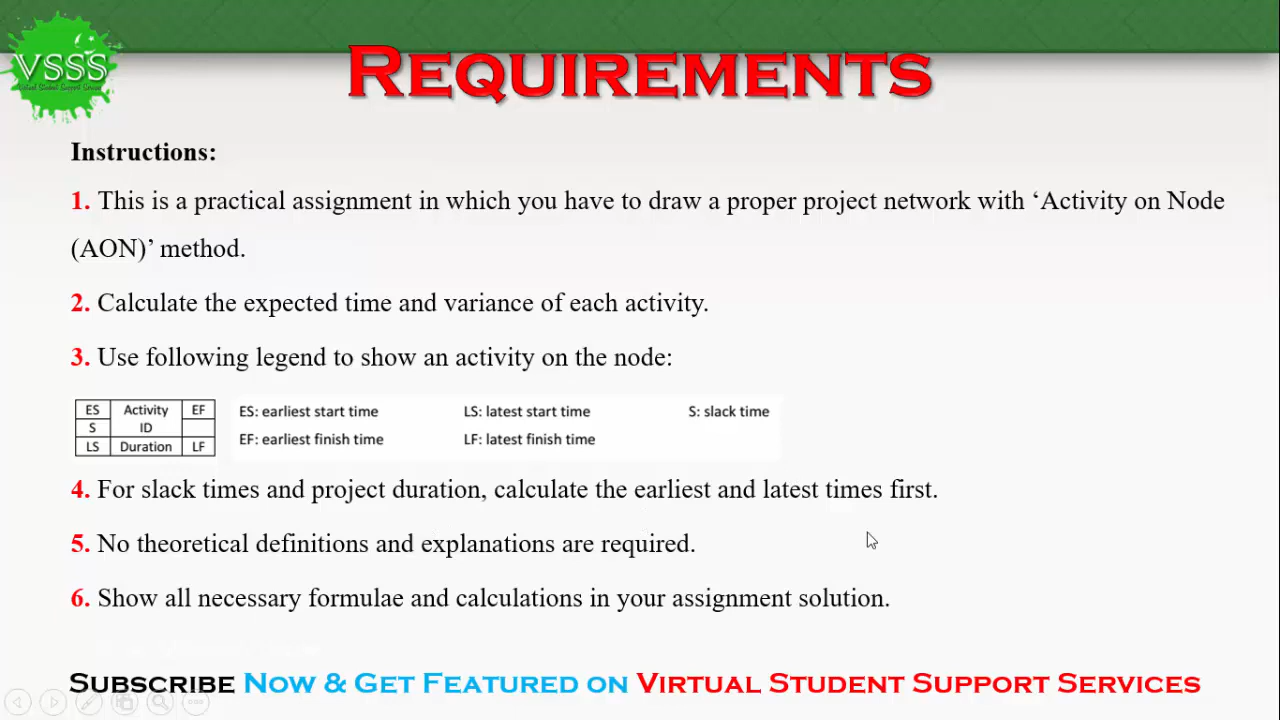 VSSS
REQUIREMENTS
Instructions:
1. This is a practical assignment in which you have to draw a proper project network with ‘Activity on Node
(AON)’ method.
2. Calculate the expected time and variance of each activity.
3. Use following legend to show an activity on the node:
ES Activity EF ES: earliest start time LS: latest start time S: slack time
S ID
LS Duration LF EF: earliest finish time LF: latest finish time
4. For slack times and project duration, calculate the earliest and latest times first.
5. No theoretical definitions and explanations are required.
6. Show all necessary formulae and calculations in your assignment solution.
SUBSCRIBE NOW & GET FEATURED ON VIRTUAL STUDENT SUPPORT SERVICES